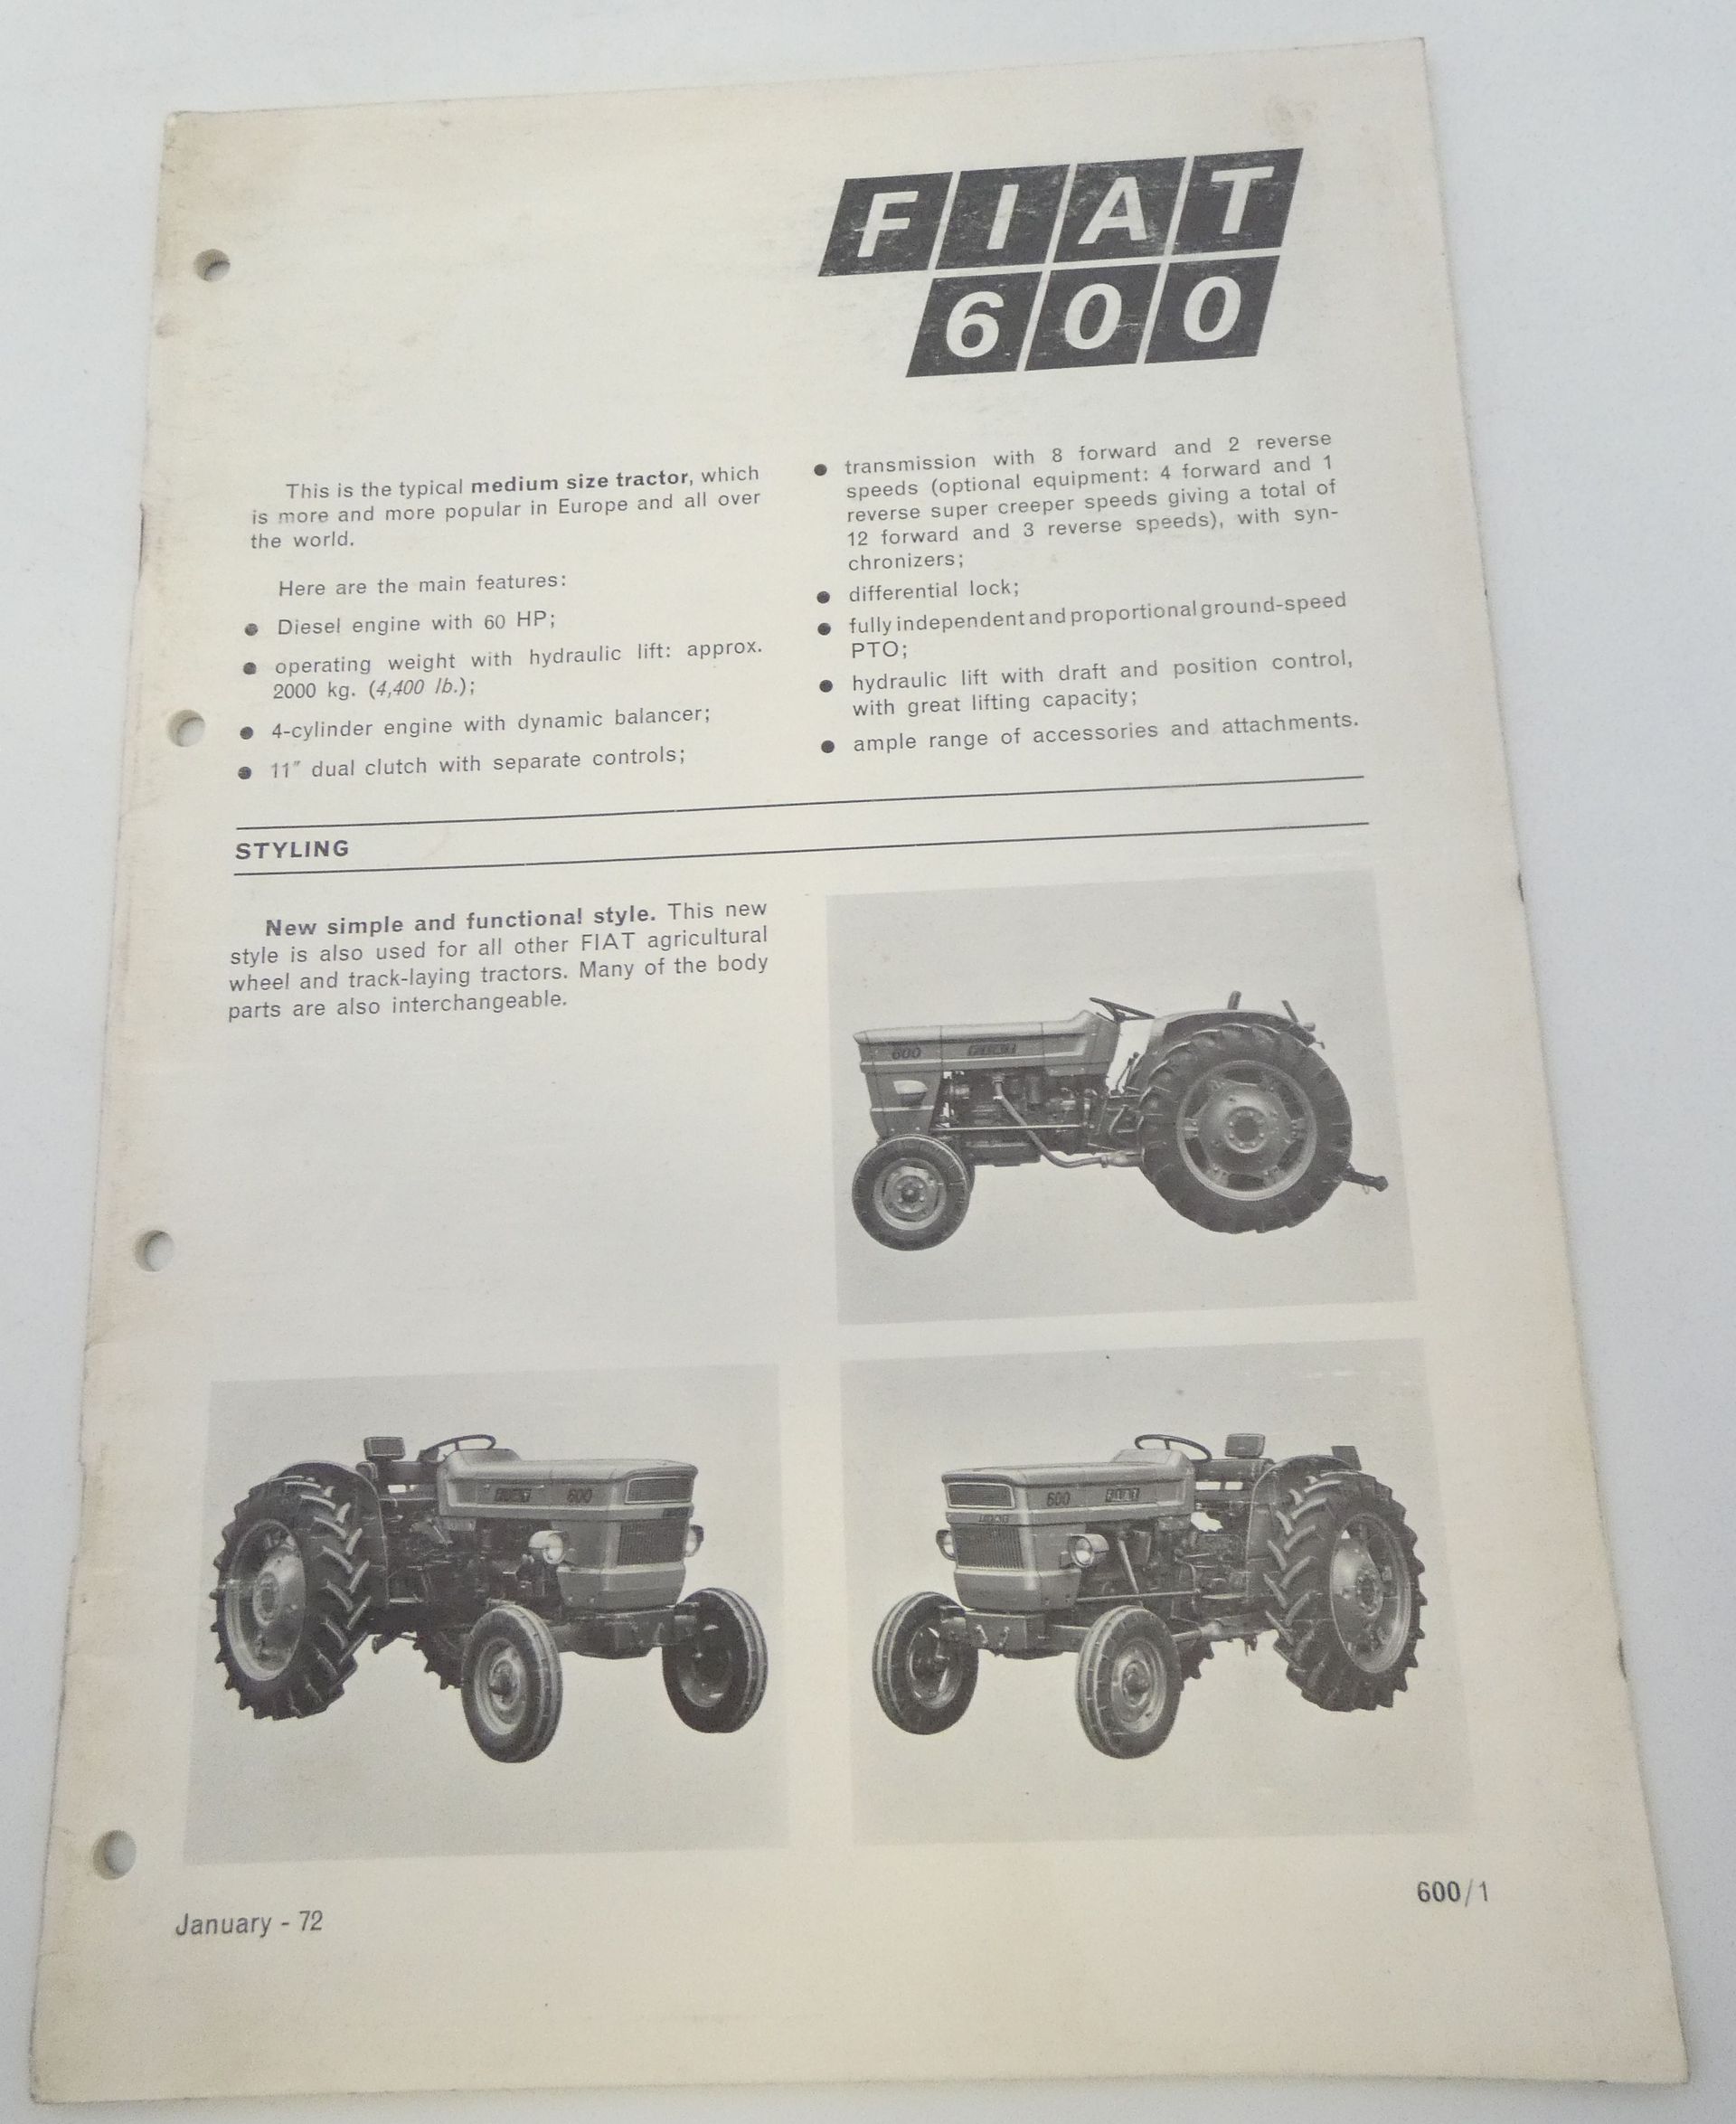 FIAT
600
This is the typical medium size tractor, which
is more and more popular in Europe and all over
the world.
Here are the main features:
● Diesel engine with 60 HP;
● operating weight with hydraulic lift: approx.
2000 kg. (4,400 lb.);
● 4-cylinder engine with dynamic balancer;
● 11″ dual clutch with separate controls;
● transmission with 8 forward and 2 reverse
speeds (optional equipment: 4 forward and 1
reverse super creeper speeds giving a total of
12 forward and 3 reverse speeds), with syn-
chronizers;
● differential lock;
● fully independent and proportional ground-speed
PTO;
● hydraulic lift with draft and position control,
with great lifting capacity;
● ample range of accessories and attachments.
STYLING
New simple and functional style. This new
style is also used for all other FIAT agricultural
wheel and track-laying tractors. Many of the body
parts are also interchangeable.
600 FIAT
FIAT 600
600 FIAT
FIAT
January - 72
600/1